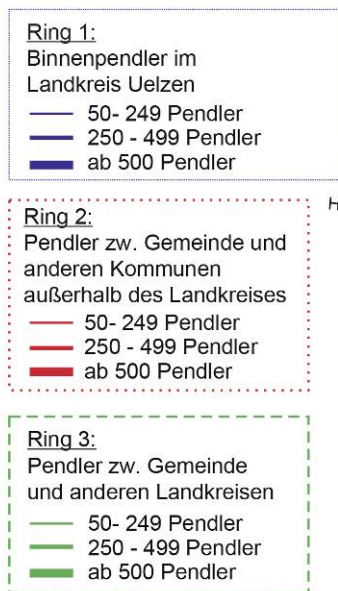 Ring 1:
Binnenpendler im
Landkreis Uelzen
50- 249 Pendler
250 - 499 Pendler
ab 500 Pendler
H
Ring 2:
Pendler zw. Gemeinde und
anderen Kommunen
außerhalb des Landkreises
50- 249 Pendler
250 - 499 Pendler
ab 500 Pendler
Ring 3:
Pendler zw. Gemeinde
und anderen Landkreisen
50- 249 Pendler
250 - 499 Pendler
ab 500 Pendler